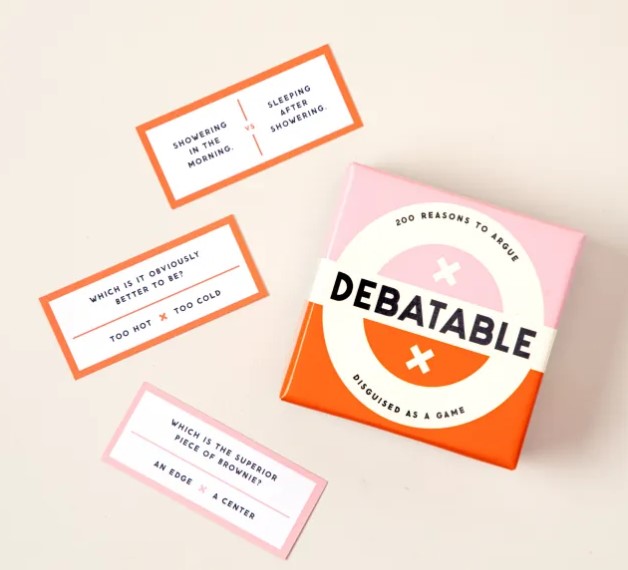 SHOWERING
IN THE
MORNING.
VS
SLEEPING
AFTER
SHOWERING.
WHICH IS IT OBVIOUSLY
BETTER TO BE?
TOO HOT × TOO COLD
WHICH IS THE SUPERIOR
PIECE OF BROWNIE?
AN EDGE × A CENTER
200 REASONS TO ARGUE
DEBATABLE
DISGUISED AS A GAME